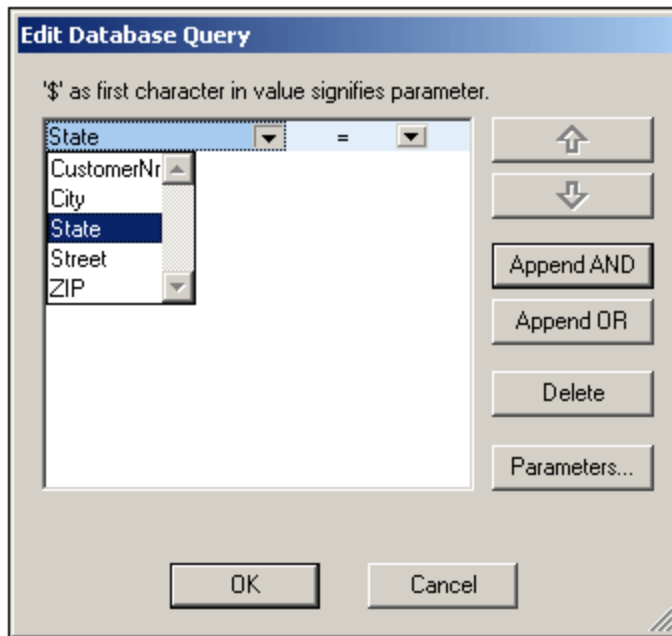 Edit Database Query
'$' as first character in value signifies parameter.
State =
CustomerNr
City
State
Street
ZIP
Append AND
Append OR
Delete
Parameters...
OK Cancel